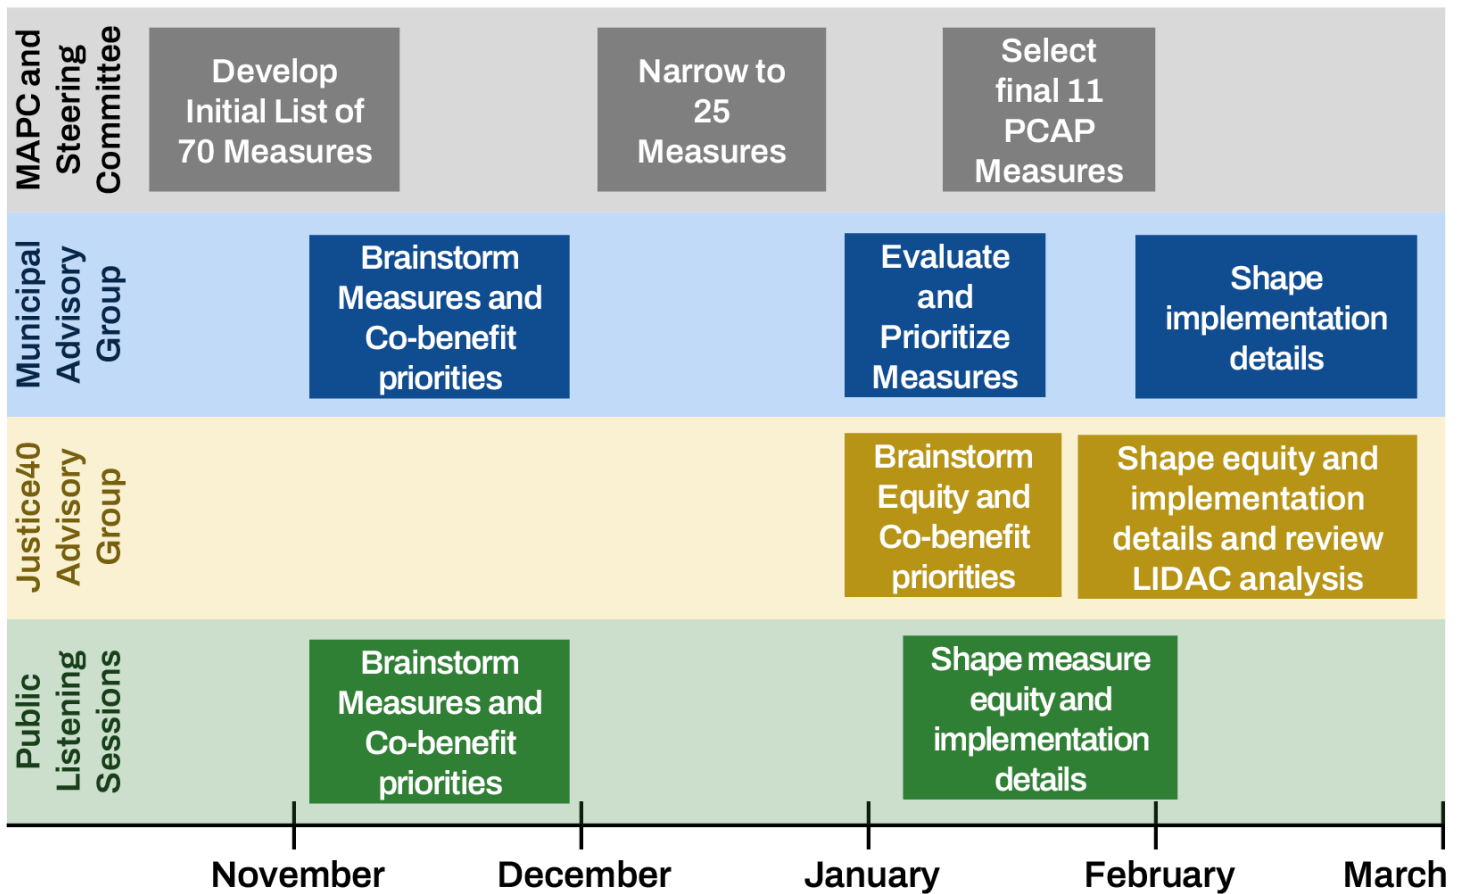 MAPC and
Steering
Committee
Develop
Initial List of
70 Measures
Narrow to
25
Measures
Select
final 11
PCAP
Measures
Municipal
Advisory
Group
Brainstorm
Measures and
Co-benefit
priorities
Evaluate
and
Prioritize
Measures
Shape
implementation
details
Justice40
Advisory
Group
Brainstorm
Equity and
Co-benefit
priorities
Shape equity and
implementation
details and review
LIDAC analysis
Public
Listening
Sessions
Brainstorm
Measures and
Co-benefit
priorities
Shape measure
equity and
implementation
details
November December January February March